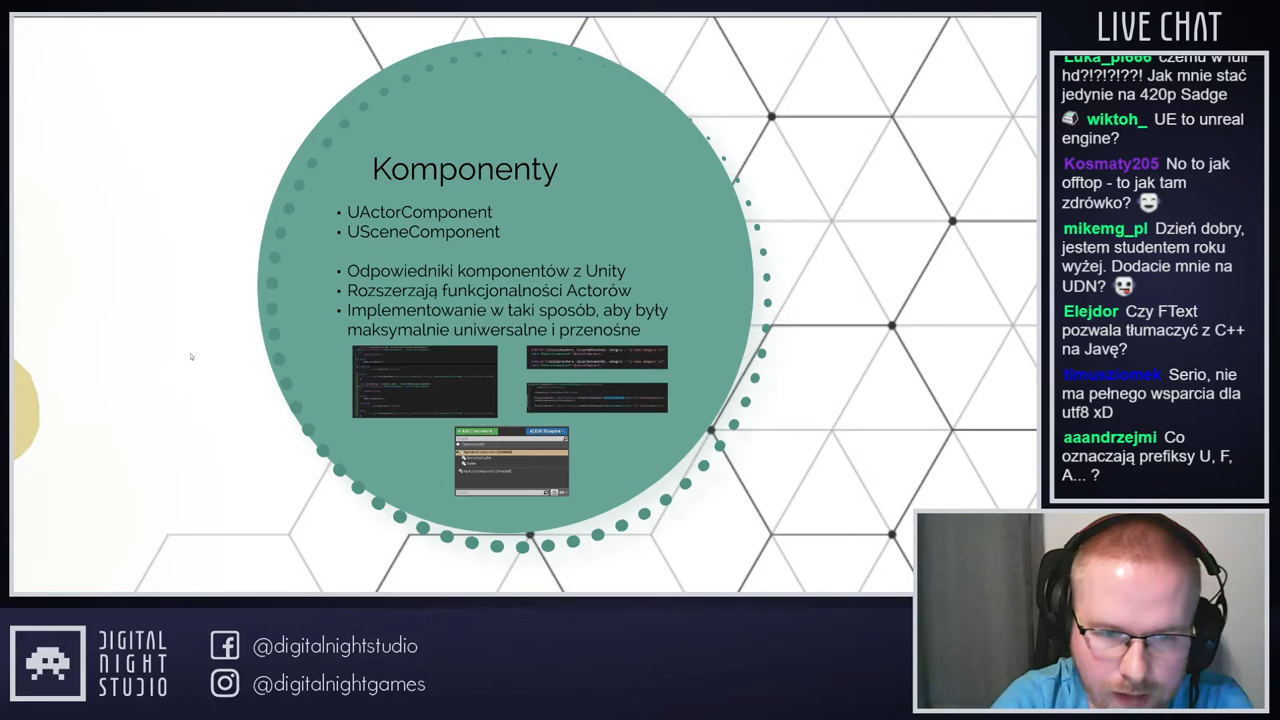 Komponenty
• UActorComponent
• USceneComponent
• Odpowiedniki komponentów z Unity
• Rozszerzają funkcjonalności Actorów
• Implementowanie w taki sposób, aby były
maksymalnie uniwersalne i przenośne
LIVE CHAT
Luka_pl666 czemu w full
hd?!?!?!??! Jak mnie stać
jedynie na 420p Sadge
wiktoh_ UE to unreal
engine?
Kosmaty205 No to jak
offtop - to jak tam
zdrówko?
mikemg_pl Dzień dobry,
jestem studentem roku
wyżej. Dodacie mnie na
UDN?
Elejdor Czy FText
pozwala tłumaczyć z C++
na Javę?
timuszlomek Serio, nie
ma pełnego wsparcia dla
utf8 xD
aaandrzejmi Co
oznaczają prefiksy U, F,
A... ?
DIGITAL
NIGHT
STUDIO
@digitalnightstudio
@digitalnightgames